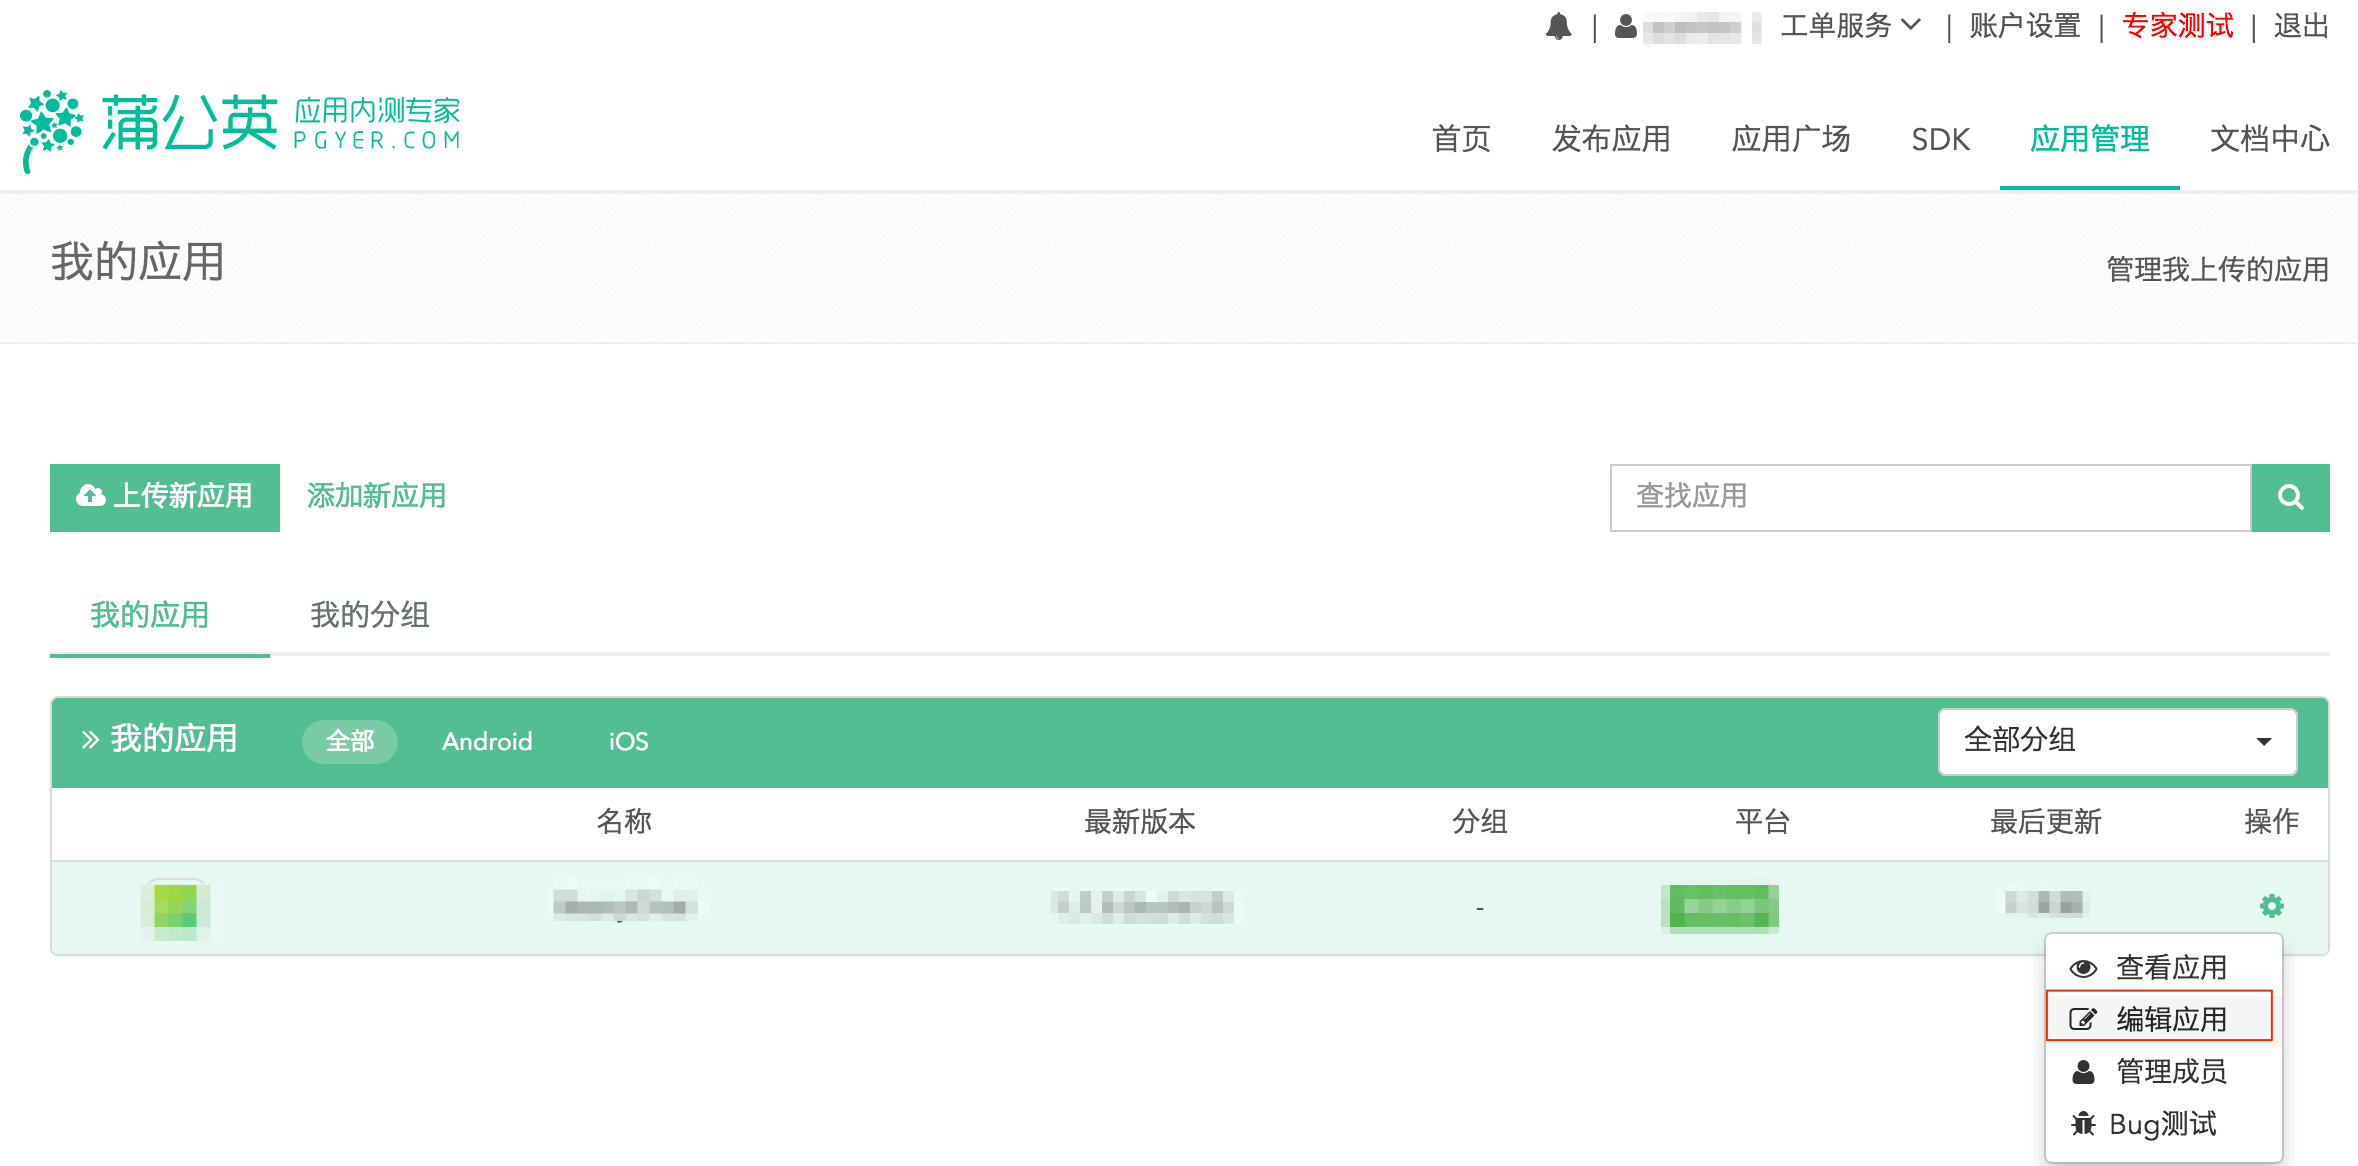 工单服务 | 账户设置 | 专家测试 | 退出
蒲公英 应用内测专家
PGYER.COM
首页 发布应用 应用广场 SDK 应用管理 文档中心
我的应用
管理我上传的应用
上传新应用 添加新应用
查找应用
我的应用 我的分组
我的应用 全部 Android iOS 全部分组
名称 最新版本 分组 平台 最后更新 操作
-
查看应用
编辑应用
管理成员
Bug测试